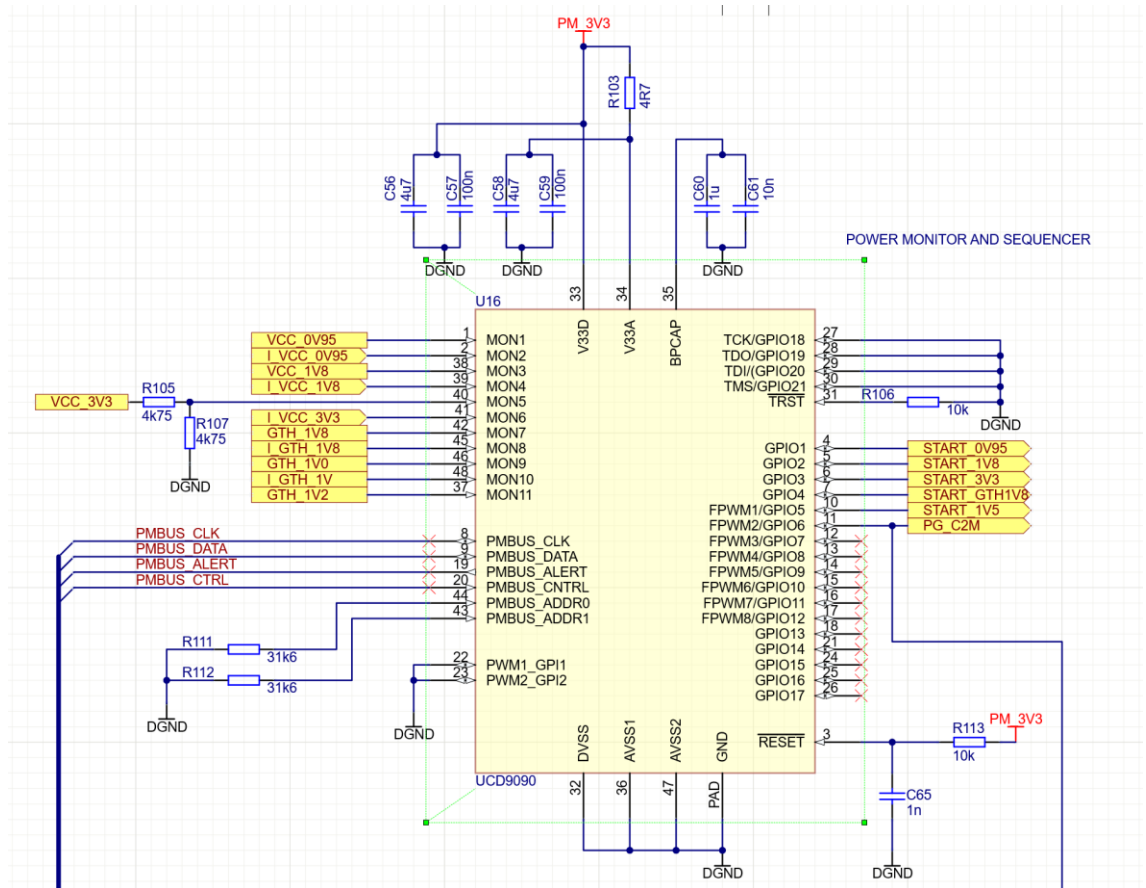 PM_3V3
R103
4R7
C56
4u7
C57
100n
C58
4u7
C59
100n
C60
1u
C61
10n
DGND
DGND
DGND
POWER MONITOR AND SEQUENCER
U16
33
34
35
V33D
V33A
BPCAP
VCC_0V95
1
MON1
I_VCC_0V95
2
MON2
VCC_1V8
38
MON3
I_VCC_1V8
39
MON4
VCC_3V3
R105
4k75
40
MON5
R107
4k75
DGND
I_VCC_3V3
41
MON6
GTH_1V8
42
MON7
I_GTH_1V8
45
MON8
GTH_1V0
46
MON9
I_GTH_1V
48
MON10
GTH_1V2
37
MON11
TCK/GPIO18
27
TDO/GPIO19
28
TDI/(GPIO20
29
TMS/GPIO21
30
TRST
31
R106
10k
DGND
GPIO1
4
START_0V95
GPIO2
5
START_1V8
GPIO3
6
START_3V3
GPIO4
7
START_GTH1V8
FPWM1/GPIO5
10
START_1V5
FPWM2/GPIO6
11
PG_C2M
FPWM3/GPIO7
12
FPWM4/GPIO8
13
FPWM5/GPIO9
14
FPWM6/GPIO10
15
FPWM7/GPIO11
16
FPWM8/GPIO12
17
GPIO13
18
GPIO14
21
GPIO15
24
GPIO16
25
GPIO17
26
PMBUS_CLK
8
PMBUS_CLK
PMBUS_DATA
9
PMBUS_DATA
PMBUS_ALERT
19
PMBUS_ALERT
PMBUS_CTRL
20
PMBUS_CNTRL
44
PMBUS_ADDR0
43
PMBUS_ADDR1
R111
31k6
R112
31k6
DGND
22
PWM1_GPI1
23
PWM2_GPI2
DGND
RESET
3
R113
10k
PM_3V3
C65
1n
DGND
DVSS
AVSS1
AVSS2
GND
UCD9090
32
36
47
PAD
DGND